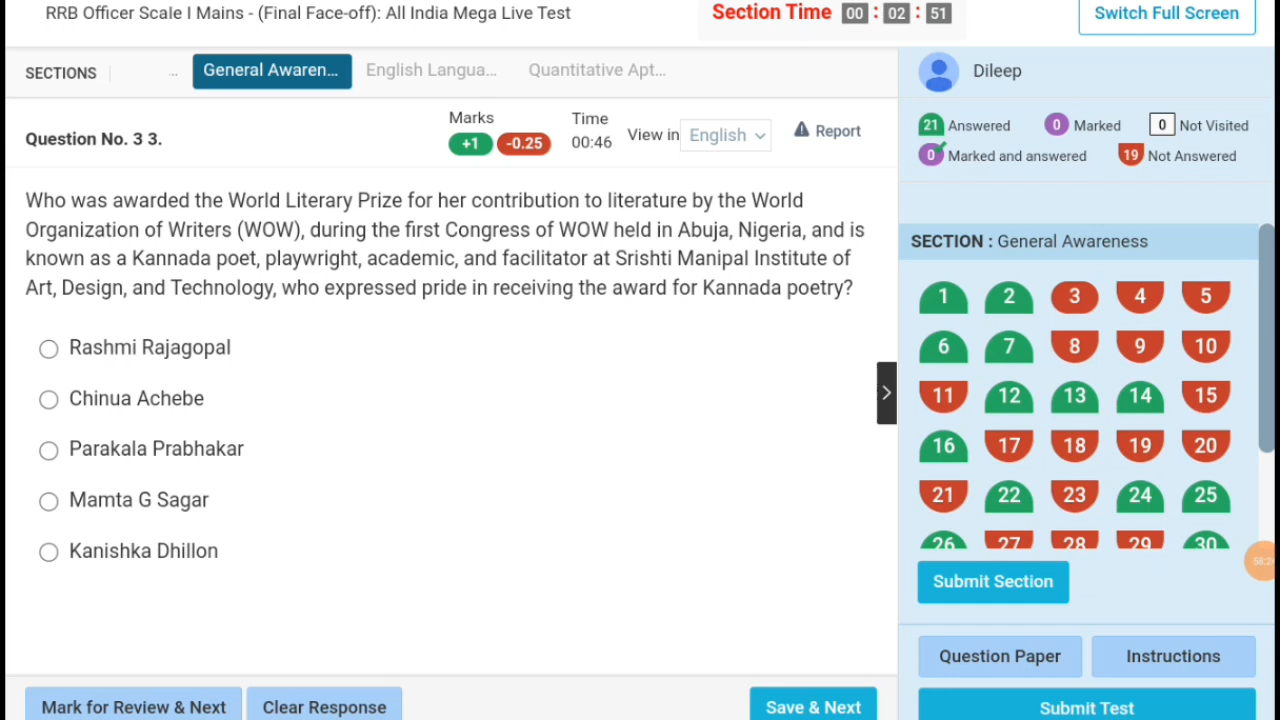 RRB Officer Scale I Mains - (Final Face-off): All India Mega Live Test
Section Time 00 : 02 : 51
Switch Full Screen
SECTIONS
... General Awaren... English Langua... Quantitative Apt...
Dileep
Question No. 3 3.
Marks
+1 -0.25
Time
00:46
View in English
Report
21 Answered 0 Marked 0 Not Visited
0 Marked and answered 19 Not Answered
Who was awarded the World Literary Prize for her contribution to literature by the World
Organization of Writers (WOW), during the first Congress of WOW held in Abuja, Nigeria, and is
known as a Kannada poet, playwright, academic, and facilitator at Srishti Manipal Institute of
Art, Design, and Technology, who expressed pride in receiving the award for Kannada poetry?
Rashmi Rajagopal
Chinua Achebe
Parakala Prabhakar
Mamta G Sagar
Kanishka Dhillon
SECTION : General Awareness
1 2 3 4 5
6 7 8 9 10
11 12 13 14 15
16 17 18 19 20
21 22 23 24 25
26 27 28 29 30
Submit Section
Question Paper Instructions
Mark for Review & Next Clear Response Save & Next
Submit Test